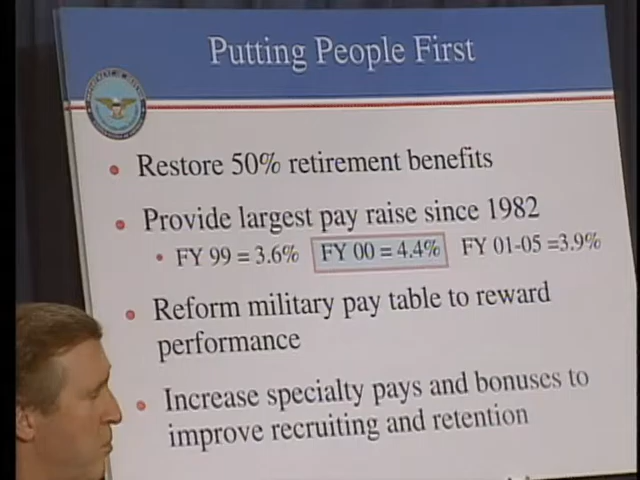 Putting People First
• Restore 50% retirement benefits
• Provide largest pay raise since 1982
• FY 99 = 3.6% FY 00 = 4.4% FY 01-05 =3.9%
• Reform military pay table to reward
performance
• Increase specialty pays and bonuses to
improve recruiting and retention